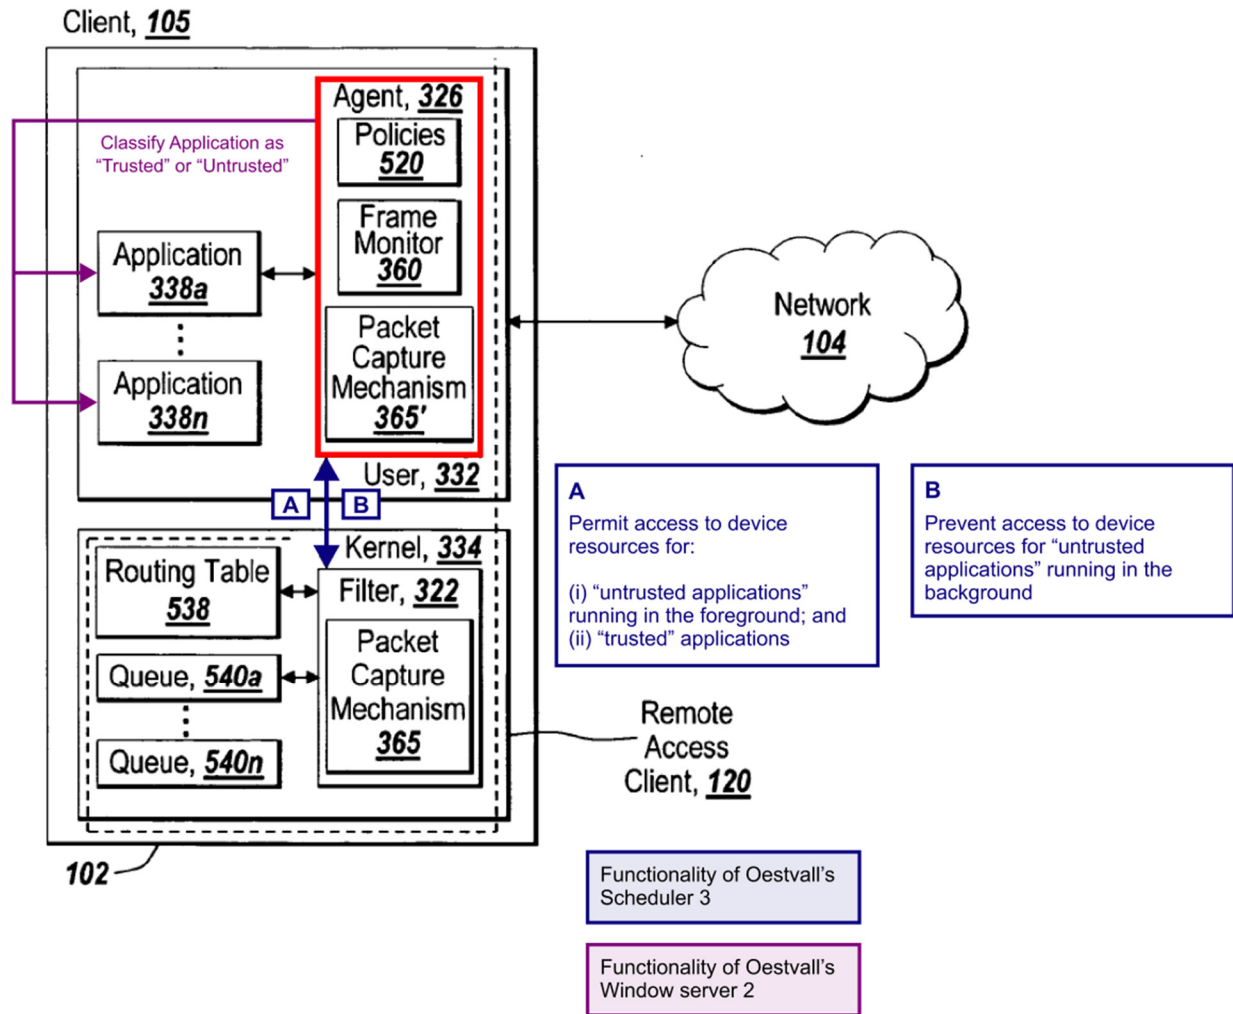 Client, 105
Agent, 326
Policies
520
Classify Application as
“Trusted” or “Untrusted”
Frame
Monitor
360
Application
338a
Packet
Capture
Mechanism
365'
Application
338n
User, 332
Network
104
A
B
A
Permit access to device
resources for:
(i) “untrusted applications”
running in the foreground; and
(ii) “trusted” applications
B
Prevent access to device
resources for “untrusted
applications” running in the
background
Kernel, 334
Routing Table
538
Filter, 322
Packet
Capture
Mechanism
365
Queue, 540a
Queue, 540n
Remote
Access
Client, 120
102
Functionality of Oestvall's
Scheduler 3
Functionality of Oestvall's
Window server 2